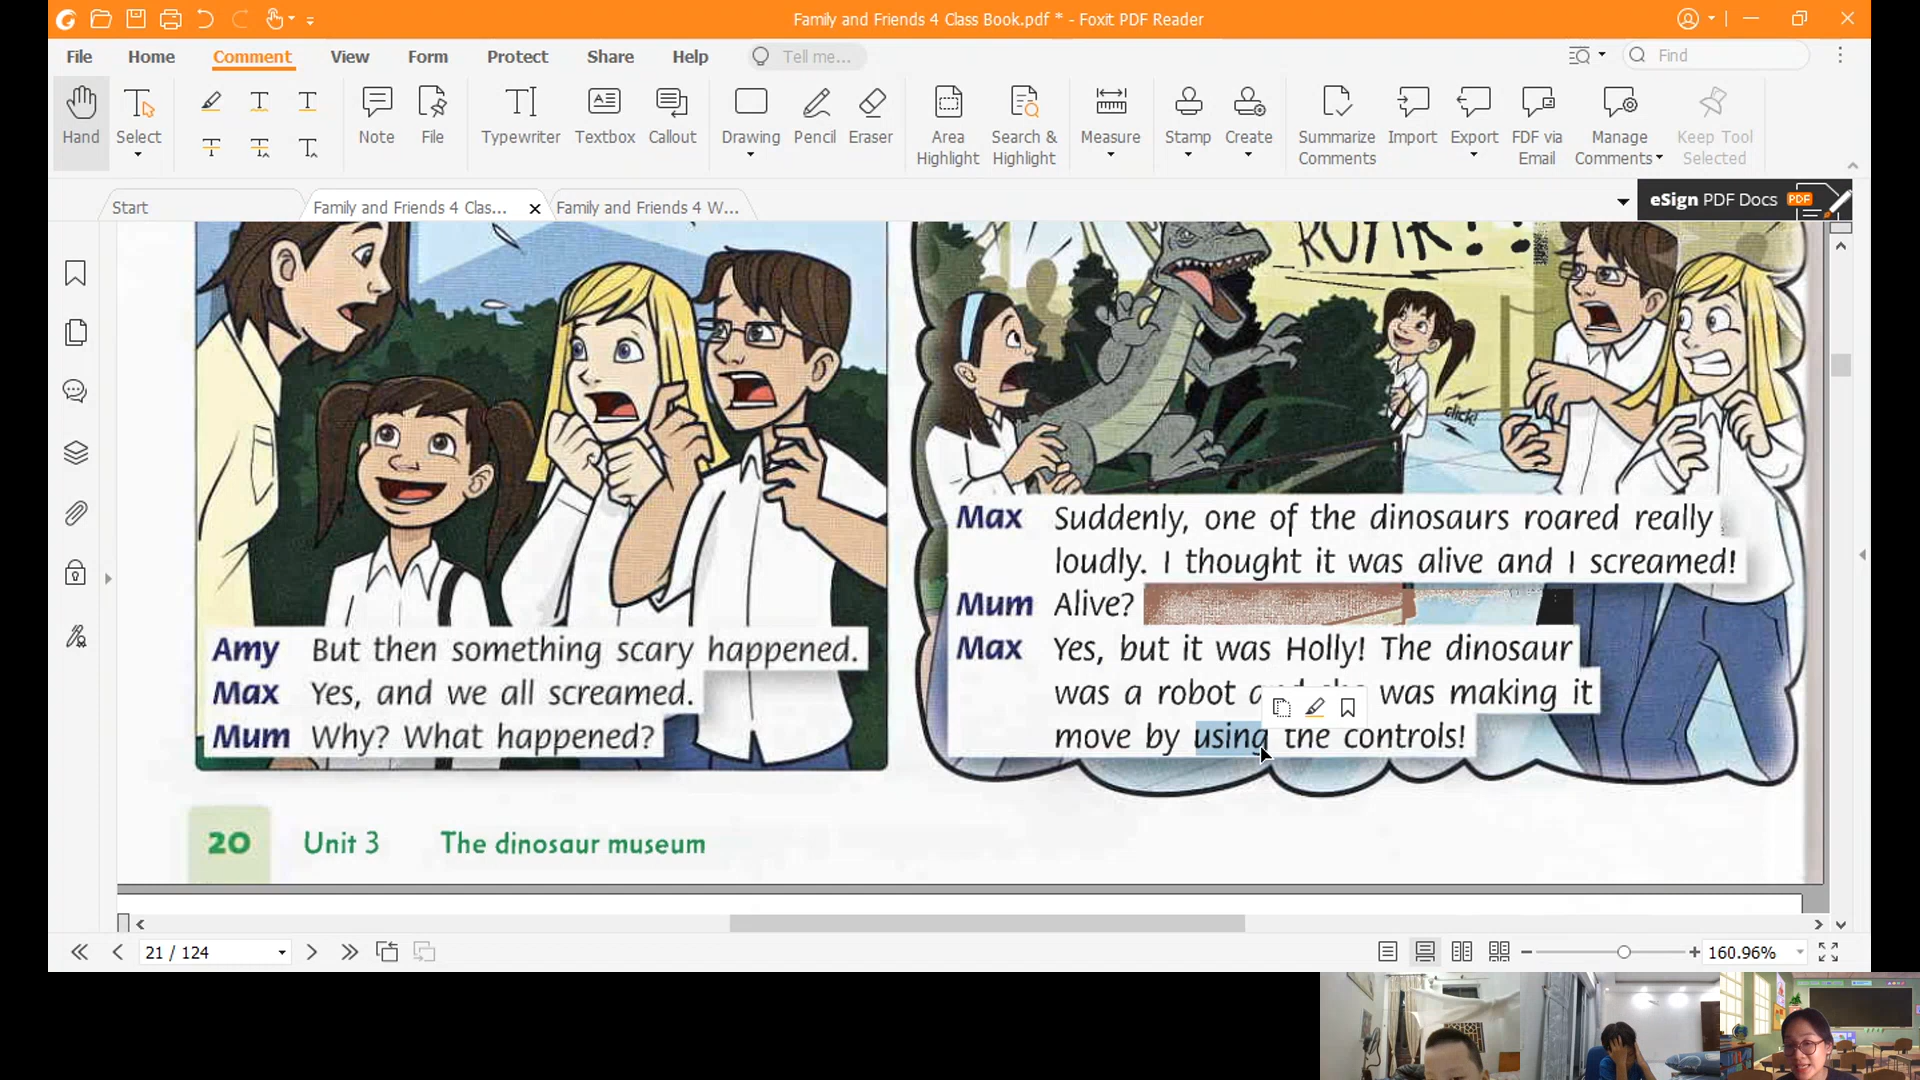 Family and Friends 4 Class Book.pdf * - Foxit PDF Reader
File Home Comment View Form Protect Share Help Tell me... Find
Hand Select Note File Typewriter Textbox Callout Drawing Pencil Eraser Area Highlight Search & Highlight Measure Stamp Create Summarize Comments Import Export FDF via Email Manage Comments Keep Tool Selected
Start Family and Friends 4 Clas... Family and Friends 4 W... eSign PDF Docs PDF
click!
Amy But then something scary happened.
Max Yes, and we all screamed.
Mum Why? What happened?
Max Suddenly, one of the dinosaurs roared really
loudly. I thought it was alive and I screamed!
Mum Alive?
Max Yes, but it was Holly! The dinosaur
was a robot was making it
move by using the controls!
20 Unit 3 The dinosaur museum
21 / 124 160.96%